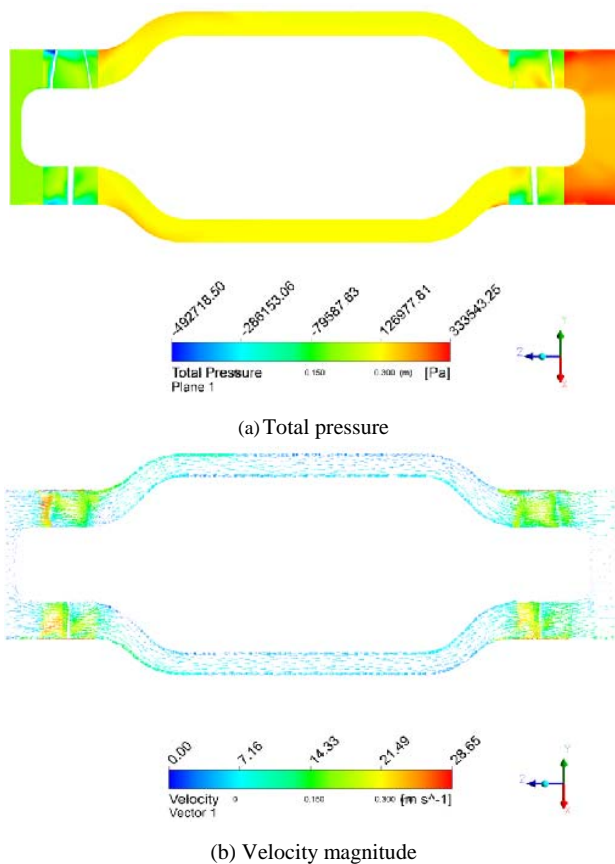 -492718.50
-286153.06
-79587.63
126977.81
333543.25
Total Pressure
Plane 1
0.150
0.300 (m)
[Pa]
Z
Y
X
(a) Total pressure
0.00
7.16
14.33
21.49
28.65
Velocity
Vector 1
0
0.150
0.300 (m)
[m s^-1]
Z
Y
X
(b) Velocity magnitude